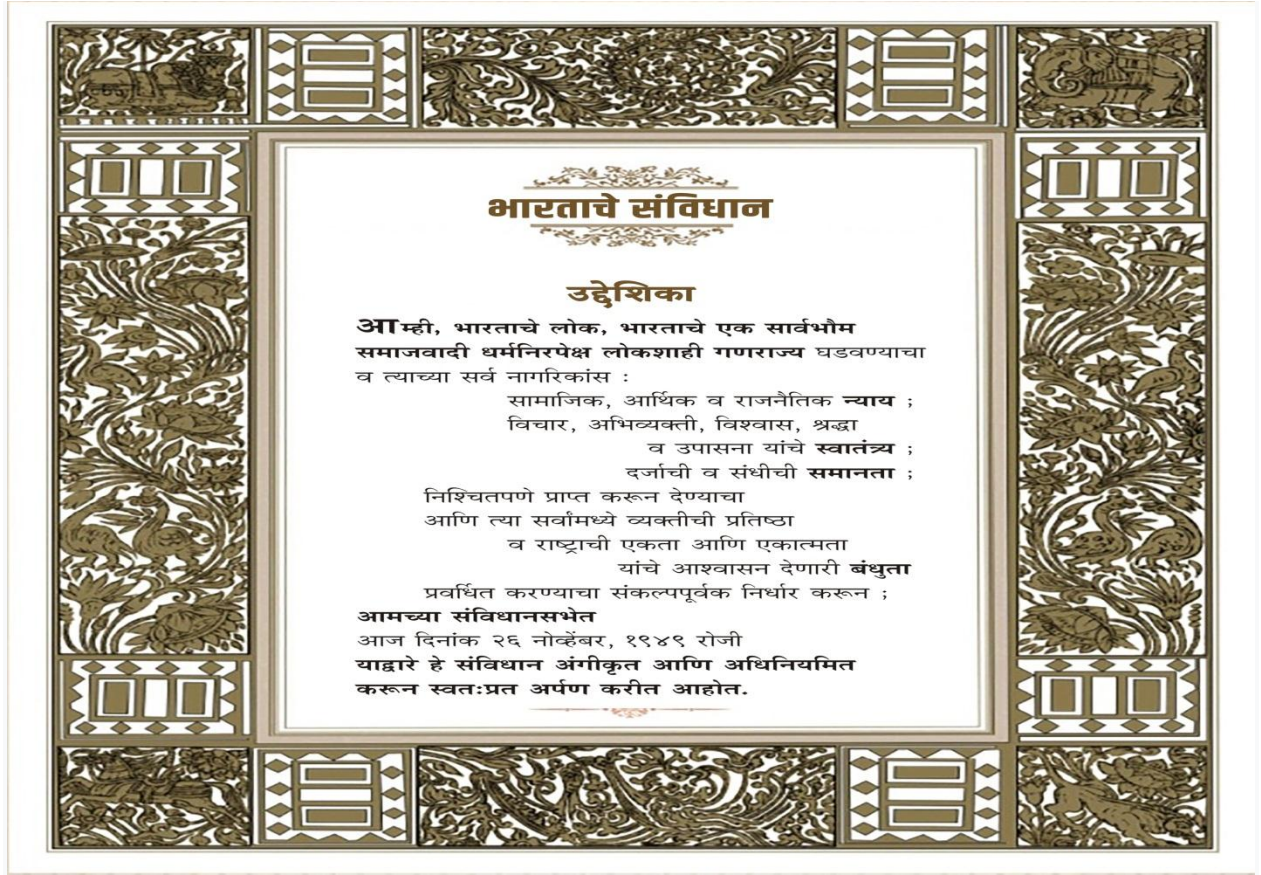 भारताचे संविधान
उद्देशिका
आम्ही, भारताचे लोक, भारताचे एक सार्वभौम
समाजवादी धर्मनिरपेक्ष लोकशाही गणराज्य घडवण्याचा
व त्याच्या सर्व नागरिकांस :
सामाजिक, आर्थिक व राजनैतिक न्याय ;
विचार, अभिव्यक्ती, विश्वास, श्रद्धा
व उपासना यांचे स्वातंत्र्य ;
दर्जाची व संधीची समानता ;
निश्चितपणे प्राप्त करून देण्याचा
आणि त्या सर्वांमध्ये व्यक्तीची प्रतिष्ठा
व राष्ट्राची एकता आणि एकात्मता
यांचे आश्वासन देणारी बंधुता
प्रवर्धित करण्याचा संकल्पपूर्वक निर्धार करून ;
आमच्या संविधानसभेत
आज दिनांक २६ नोव्हेंबर, १९४९ रोजी
याद्वारे हे संविधान अंगीकृत आणि अधिनियमित
करून स्वतःप्रत अर्पण करीत आहोत.